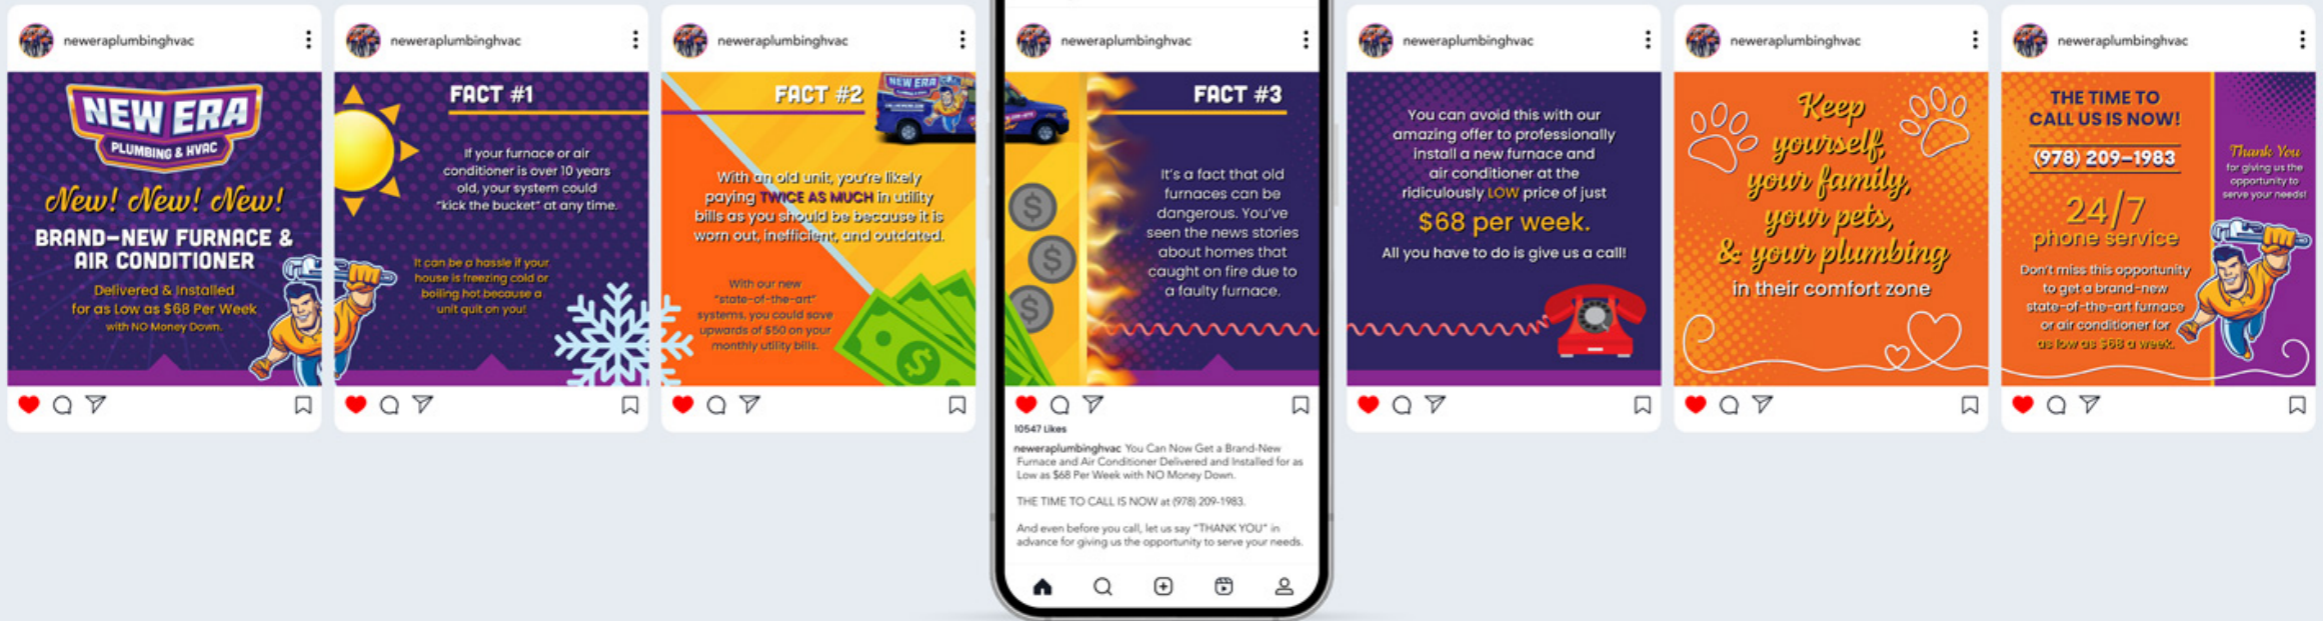 neweraplumbinghvac
NEW ERA
PLUMBING & HVAC
New! New! New!
BRAND-NEW FURNACE &
AIR CONDITIONER
Delivered & Installed
for as Low as $68 Per Week
with NO Money Down.
neweraplumbinghvac
FACT #1
If your furnace or air
conditioner is over 10 years
old, your system could
"kick the bucket" at any time.
It can be a hassle if your
house is freezing cold or
boiling hot because a
unit quit on you!
neweraplumbinghvac
FACT #2
NEW ERA
With an old unit, you're likely
paying TWICE AS MUCH in utility
bills as you should be because it is
worn out, inefficient, and outdated.
With our new
"state-of-the-art"
systems, you could save
upwards of $50 on your
monthly utility bills.
$
neweraplumbinghvac
FACT #3
$
$
$
It's a fact that old
furnaces can be
dangerous. You've
seen the news stories
about homes that
caught on fire due to
a faulty furnace.
10547 Likes
neweraplumbinghvac You Can Now Get a Brand-New
Furnace and Air Conditioner Delivered and Installed for as
Low as $68 Per Week with NO Money Down.
THE TIME TO CALL IS NOW at (978) 209-1983.
And even before you call, let us say "THANK YOU" in
advance for giving us the opportunity to serve your needs.
neweraplumbinghvac
You can avoid this with our
amazing offer to professionally
install a new furnace and
air conditioner at the
ridiculously LOW price of just
$68 per week.
All you have to do is give us a call!
neweraplumbinghvac
Keep
yourself,
your family,
your pets,
& your plumbing
in their comfort zone
neweraplumbinghvac
THE TIME TO
CALL US IS NOW!
(978) 209-1983
24/7
phone service
Don't miss this opportunity
to get a brand-new
state-of-the-art furnace
or air conditioner for
as low as $68 a week.
Thank You
for giving us the
opportunity to
serve your needs!